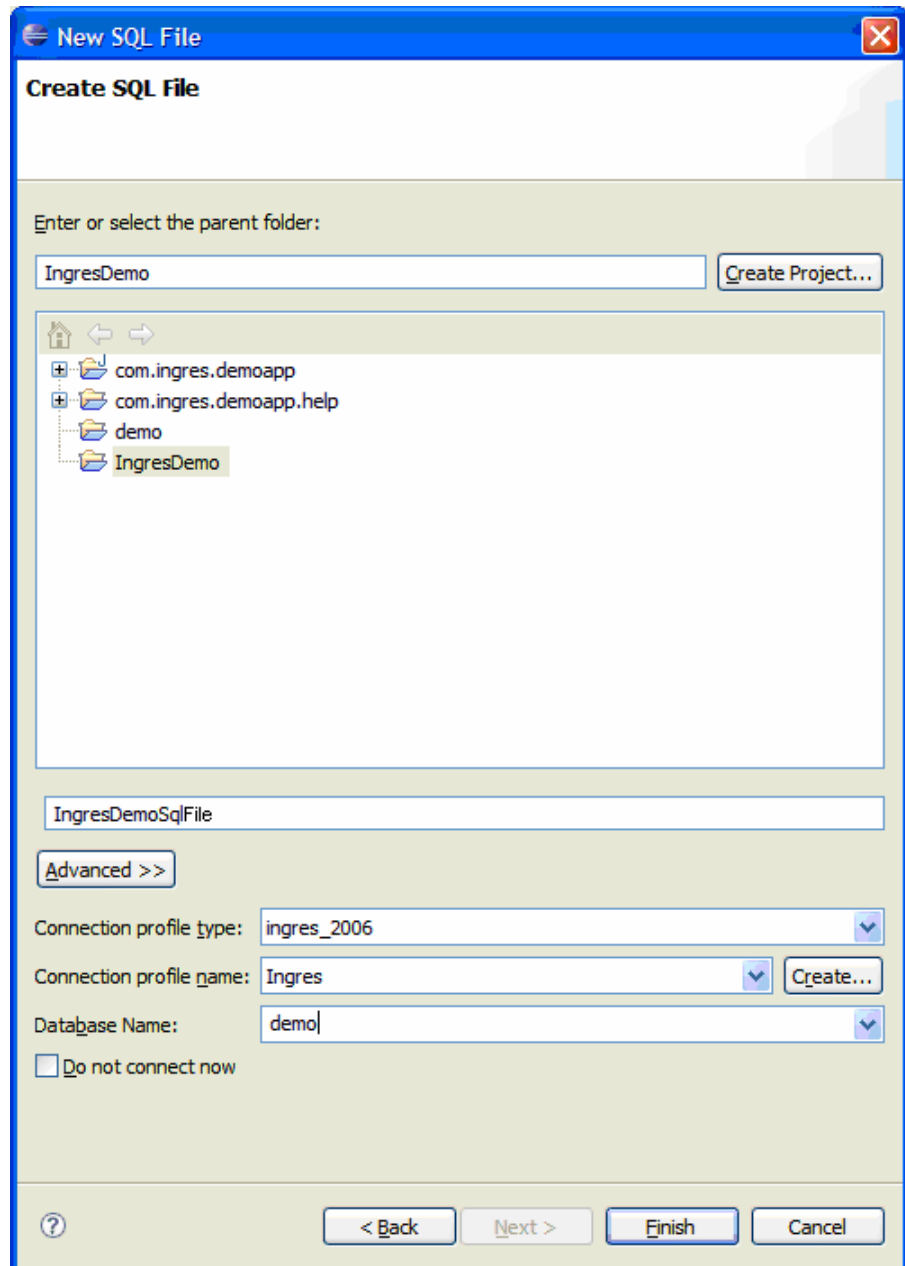 New SQL File
Create SQL File
Enter or select the parent folder:
IngresDemo
Create Project...
com.ingres.demoapp
com.ingres.demoapp.help
demo
IngresDemo
IngresDemoSqlFile
Advanced >>
Connection profile type: ingres_2006
Connection profile name: Ingres Create...
Database Name: demo
Do not connect now
? < Back Next > Finish Cancel